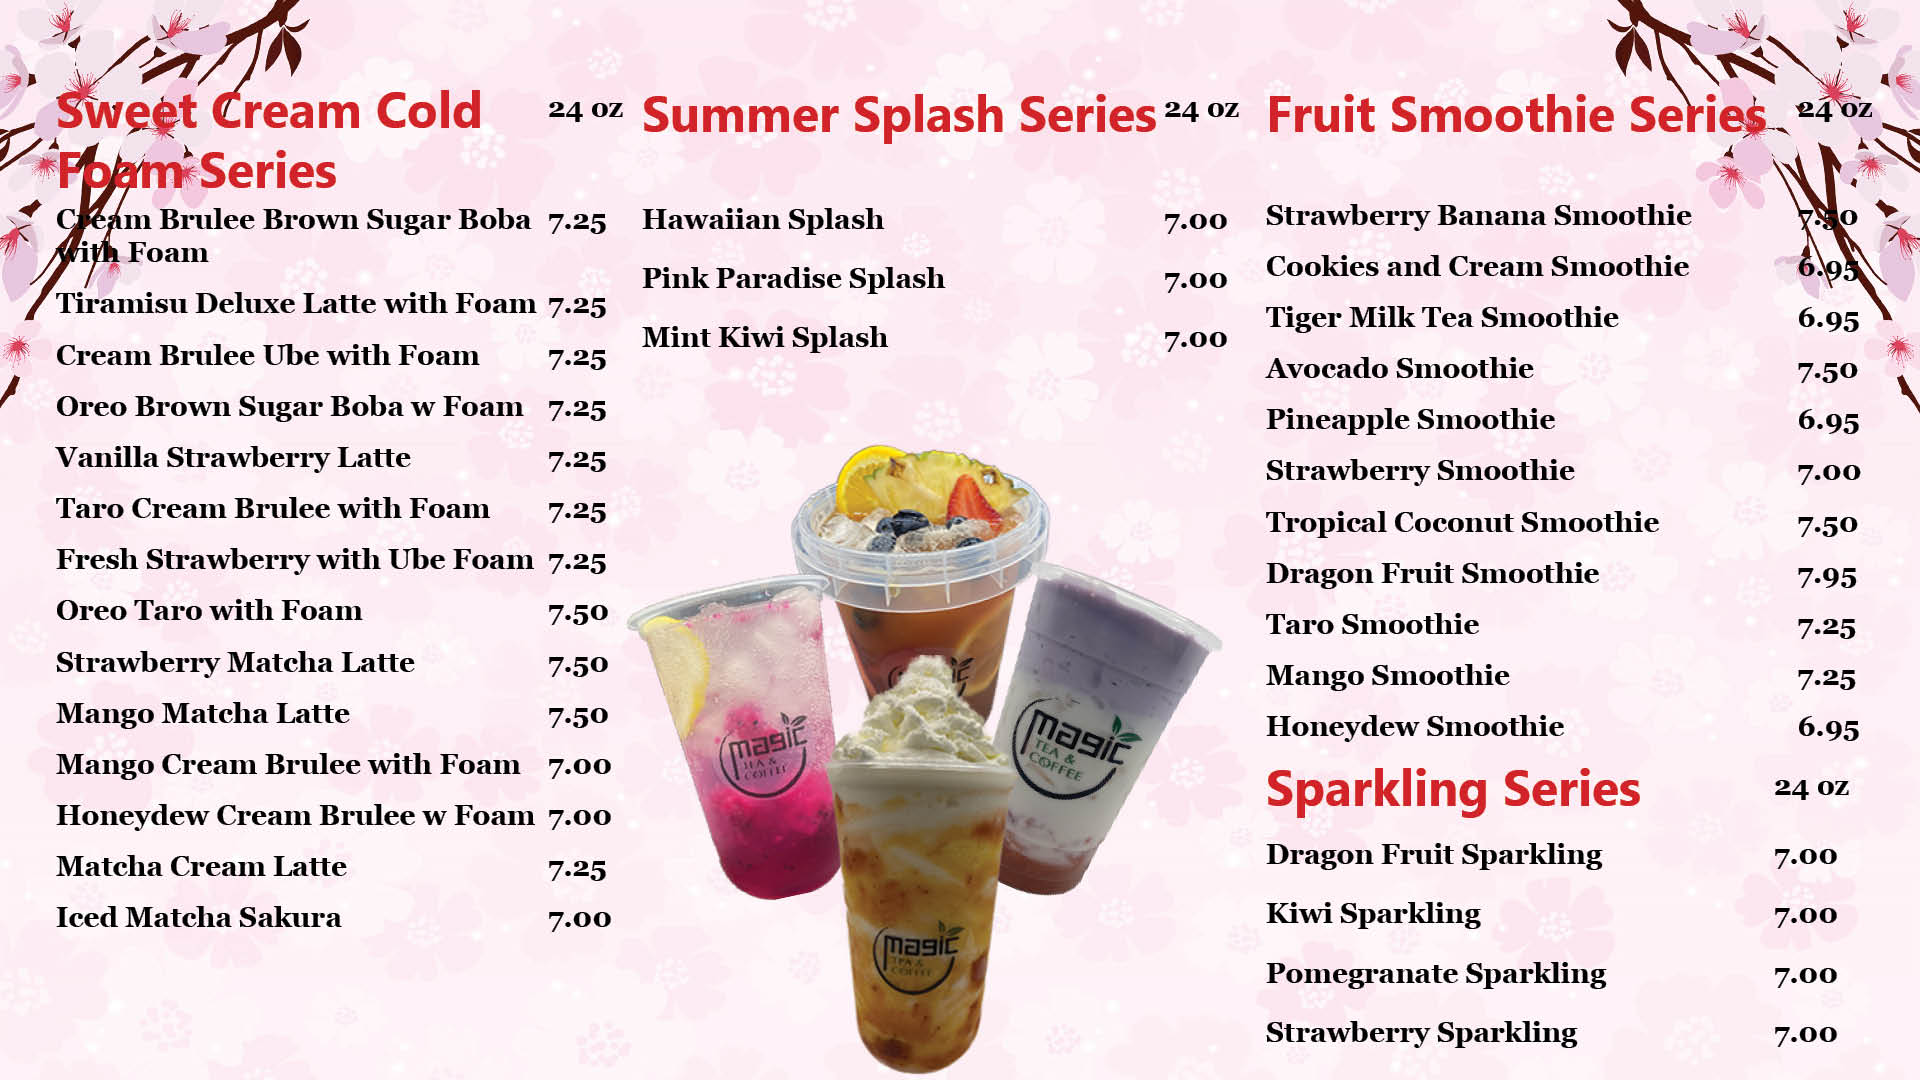 Sweet Cream Cold 24 oz
Foam Series
Cream Brulee Brown Sugar Boba 7.25
with Foam
Tiramisu Deluxe Latte with Foam 7.25
Cream Brulee Ube with Foam 7.25
Oreo Brown Sugar Boba w Foam 7.25
Vanilla Strawberry Latte 7.25
Taro Cream Brulee with Foam 7.25
Fresh Strawberry with Ube Foam 7.25
Oreo Taro with Foam 7.50
Strawberry Matcha Latte 7.50
Mango Matcha Latte 7.50
Mango Cream Brulee with Foam 7.00
Honeydew Cream Brulee w Foam 7.00
Matcha Cream Latte 7.25
Iced Matcha Sakura 7.00
Summer Splash Series 24 oz
Hawaiian Splash 7.00
Pink Paradise Splash 7.00
Mint Kiwi Splash 7.00
magic
COFFEE
magic
TEA &
COFFEE
magic
TEA &
COFFEE
Fruit Smoothie Series 24 oz
Strawberry Banana Smoothie 7.50
Cookies and Cream Smoothie 6.95
Tiger Milk Tea Smoothie 6.95
Avocado Smoothie 7.50
Pineapple Smoothie 6.95
Strawberry Smoothie 7.00
Tropical Coconut Smoothie 7.50
Dragon Fruit Smoothie 7.95
Taro Smoothie 7.25
Mango Smoothie 7.25
Honeydew Smoothie 6.95
Sparkling Series 24 oz
Dragon Fruit Sparkling 7.00
Kiwi Sparkling 7.00
Pomegranate Sparkling 7.00
Strawberry Sparkling 7.00